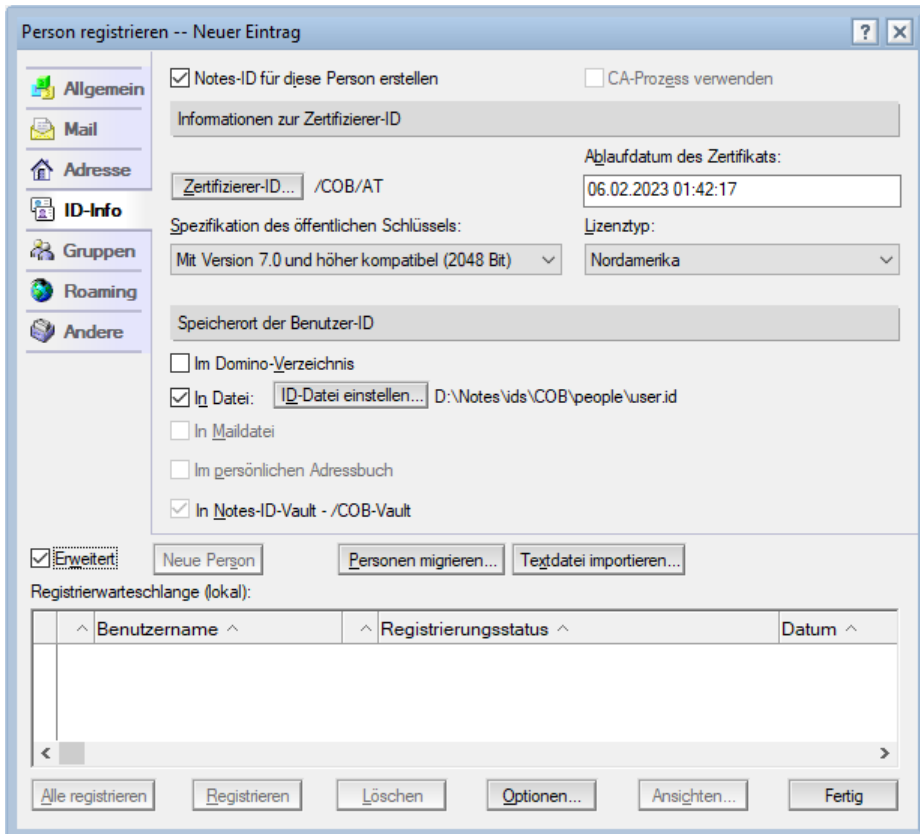 Person registrieren -- Neuer Eintrag
? X
Allgemein
Mail
Adresse
ID-Info
Gruppen
Roaming
Andere
Notes-ID für diese Person erstellen
CA-Prozess verwenden
Informationen zur Zertifizierer-ID
Zertifizierer-ID... /COB/AT
Ablaufdatum des Zertifikats:
06.02.2023 01:42:17
Spezifikation des öffentlichen Schlüssels:
Mit Version 7.0 und höher kompatibel (2048 Bit)
Lizenztyp:
Nordamerika
Speicherort der Benutzer-ID
Im Domino-Verzeichnis
In Datei: ID-Datei einstellen... D:\Notes\ids\COB\people\user.id
In Maildatei
Im persönlichen Adressbuch
In Notes-ID-Vault - /COB-Vault
Erweitert Neue Person Personen migrieren... Textdatei importieren...
Registrierwarteschlange (lokal):
Benutzername Registrierungsstatus Datum
Alle registrieren Registrieren Löschen Optionen... Ansichten... Fertig